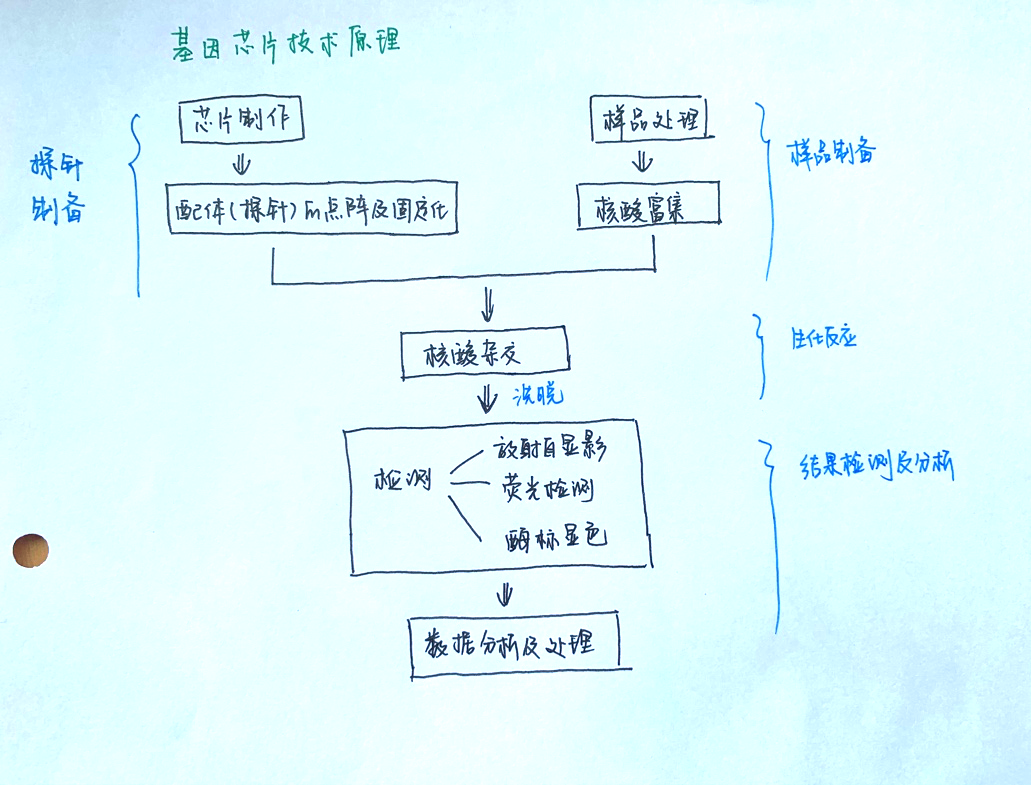 基因芯片技术原理
芯片制作
样品处理
探针
制备
样品制备
配体(探针)的点阵及固定化
核酸富集
核酸杂交
生化反应
洗脱
检测
放射自显影
荧光检测
酶标显色
结果检测及分析
数据分析及处理